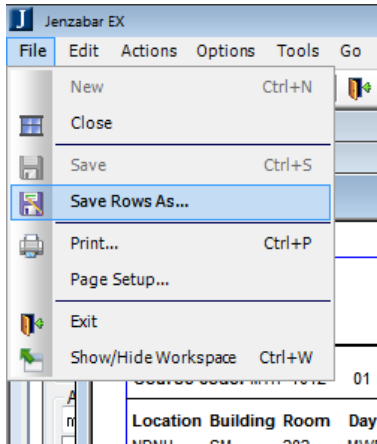 Jenzabar EX
File Edit Actions Options Tools Go
New Ctrl+N
Close
Save Ctrl+S
Save Rows As...
Print... Ctrl+P
Page Setup...
Exit
Show/Hide Workspace Ctrl+W
01
Location Building Room Day